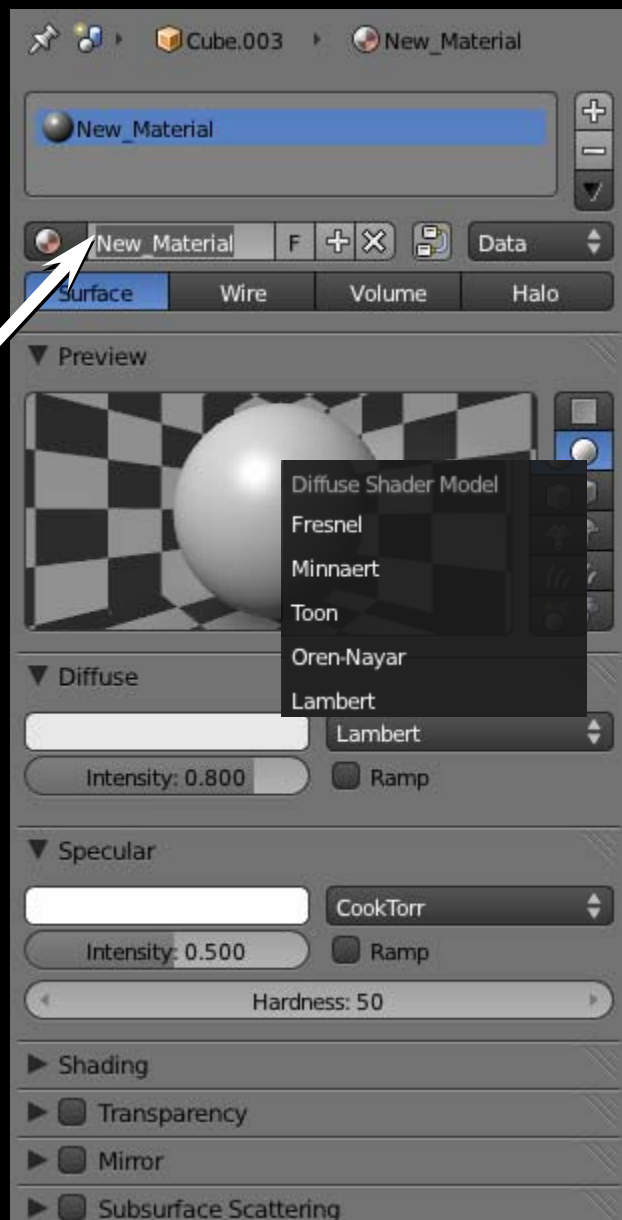 Cube.003 New_Material
New_Material
New_Material F Data
Surface Wire Volume Halo
Preview
Diffuse Shader Model
Fresnel
Minnaert
Toon
Oren-Nayar
Lambert
Diffuse
Lambert
Intensity: 0.800 Ramp
Specular
CookTorr
Intensity: 0.500 Ramp
Hardness: 50
Shading
Transparency
Mirror
Subsurface Scattering